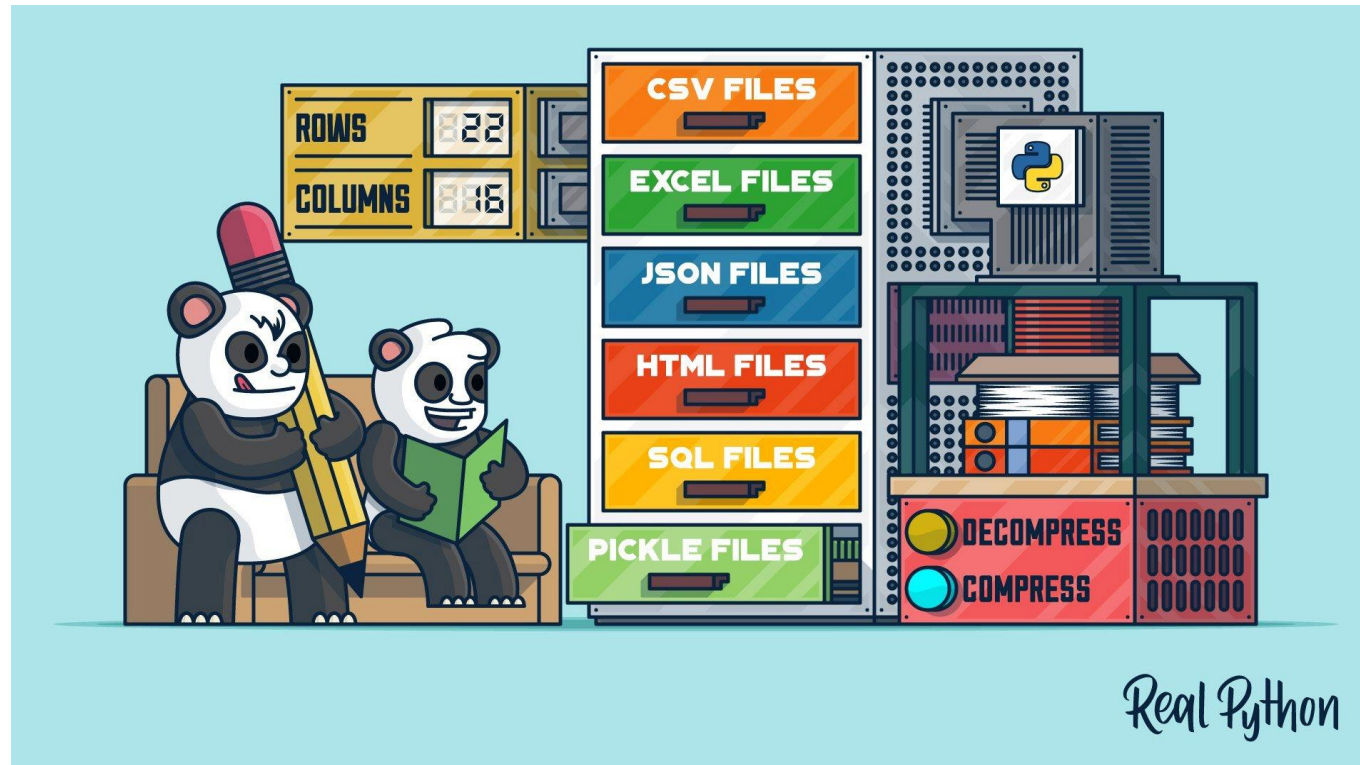 ROWS 22
COLUMNS 16
CSV FILES
EXCEL FILES
JSON FILES
HTML FILES
SQL FILES
PICKLE FILES
DECOMPRESS
COMPRESS
Real Python